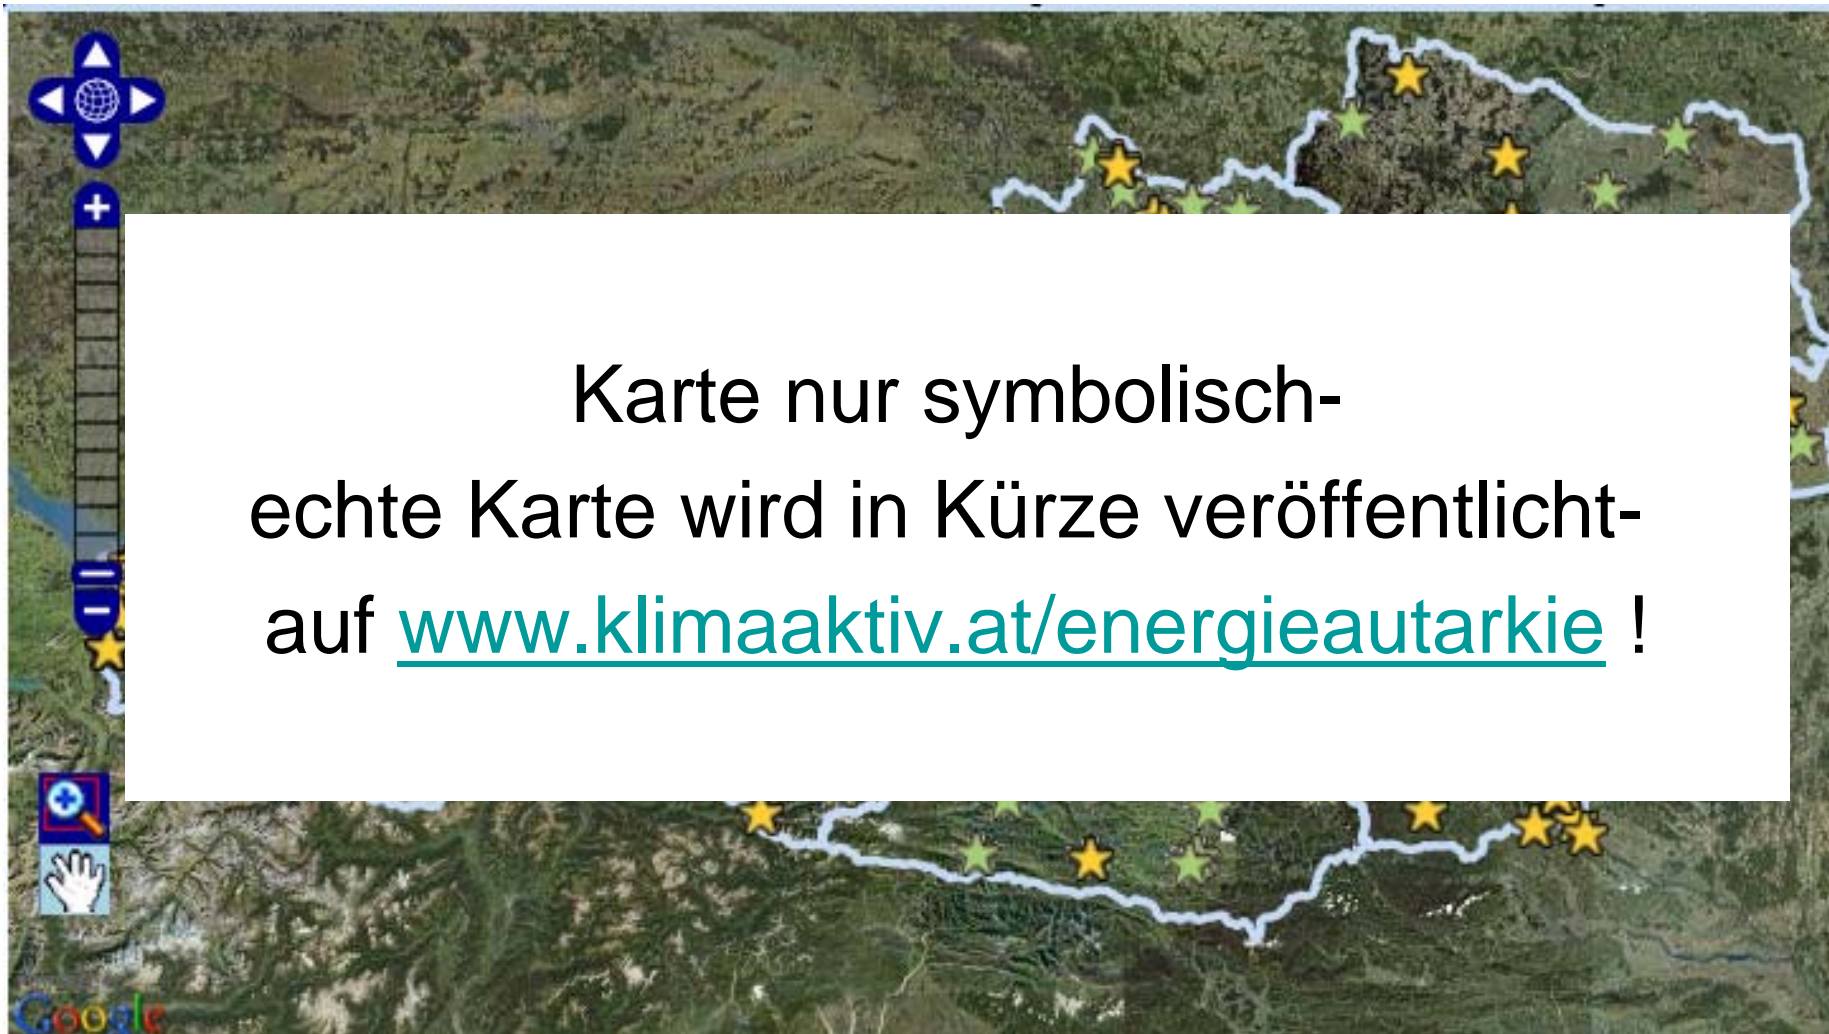 Karte nur symbolisch-
echte Karte wird in Kürze veröffentlicht-
auf www.klimaaktiv.at/energieautarkie !
Google